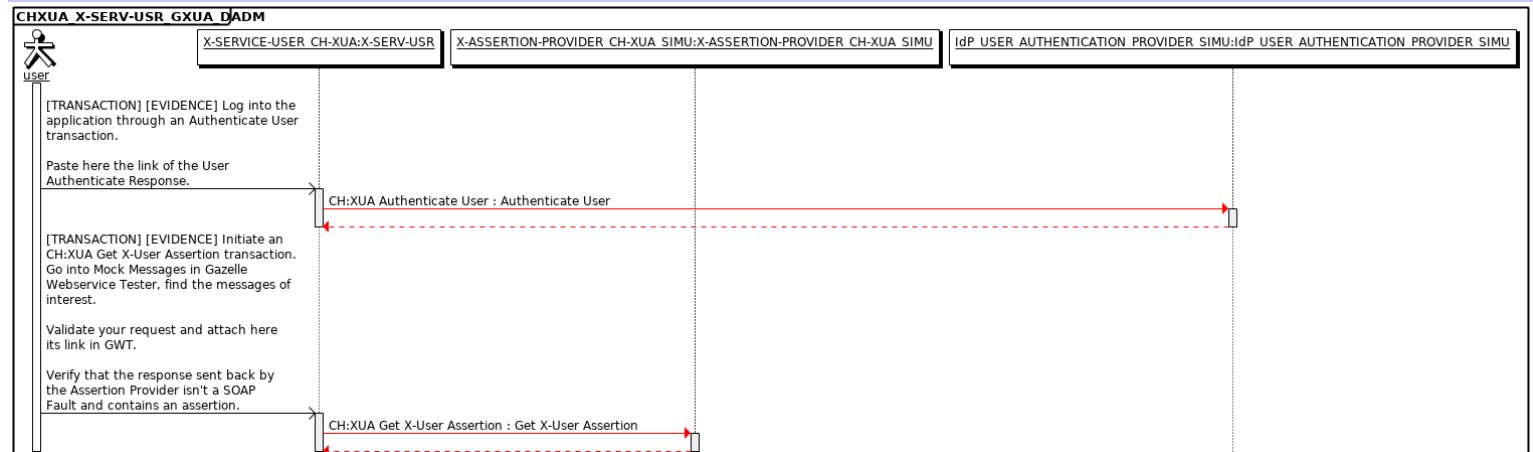 CHXUA_X-SERV-USR_GXUA_DADM
user
X-SERVICE-USER_CH-XUA:X-SERV-USR
X-ASSERTION-PROVIDER_CH-XUA_SIMU:X-ASSERTION-PROVIDER_CH-XUA_SIMU
IdP_USER_AUTHENTICATION_PROVIDER_SIMU:IdP_USER_AUTHENTICATION_PROVIDER_SIMU
[TRANSACTION] [EVIDENCE] Log into the
application through an Authenticate User
transaction.
Paste here the link of the User
Authenticate Response.
CH:XUA Authenticate User : Authenticate User
[TRANSACTION] [EVIDENCE] Initiate an
CH:XUA Get X-User Assertion transaction.
Go into Mock Messages in Gazelle
Webservice Tester, find the messages of
interest.
Validate your request and attach here
its link in GWT.
Verify that the response sent back by
the Assertion Provider isn't a SOAP
Fault and contains an assertion.
CH:XUA Get X-User Assertion : Get X-User Assertion